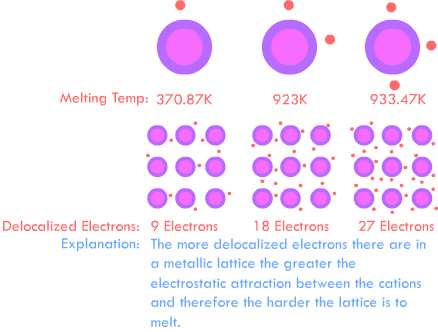 Melting Temp: 370.87K 923K 933.47K
Delocalized Electrons: 9 Electrons 18 Electrons 27 Electrons
Explanation: The more delocalized electrons there are in
a metallic lattice the greater the
electrostatic attraction between the cations
and therefore the harder the lattice is to
melt.